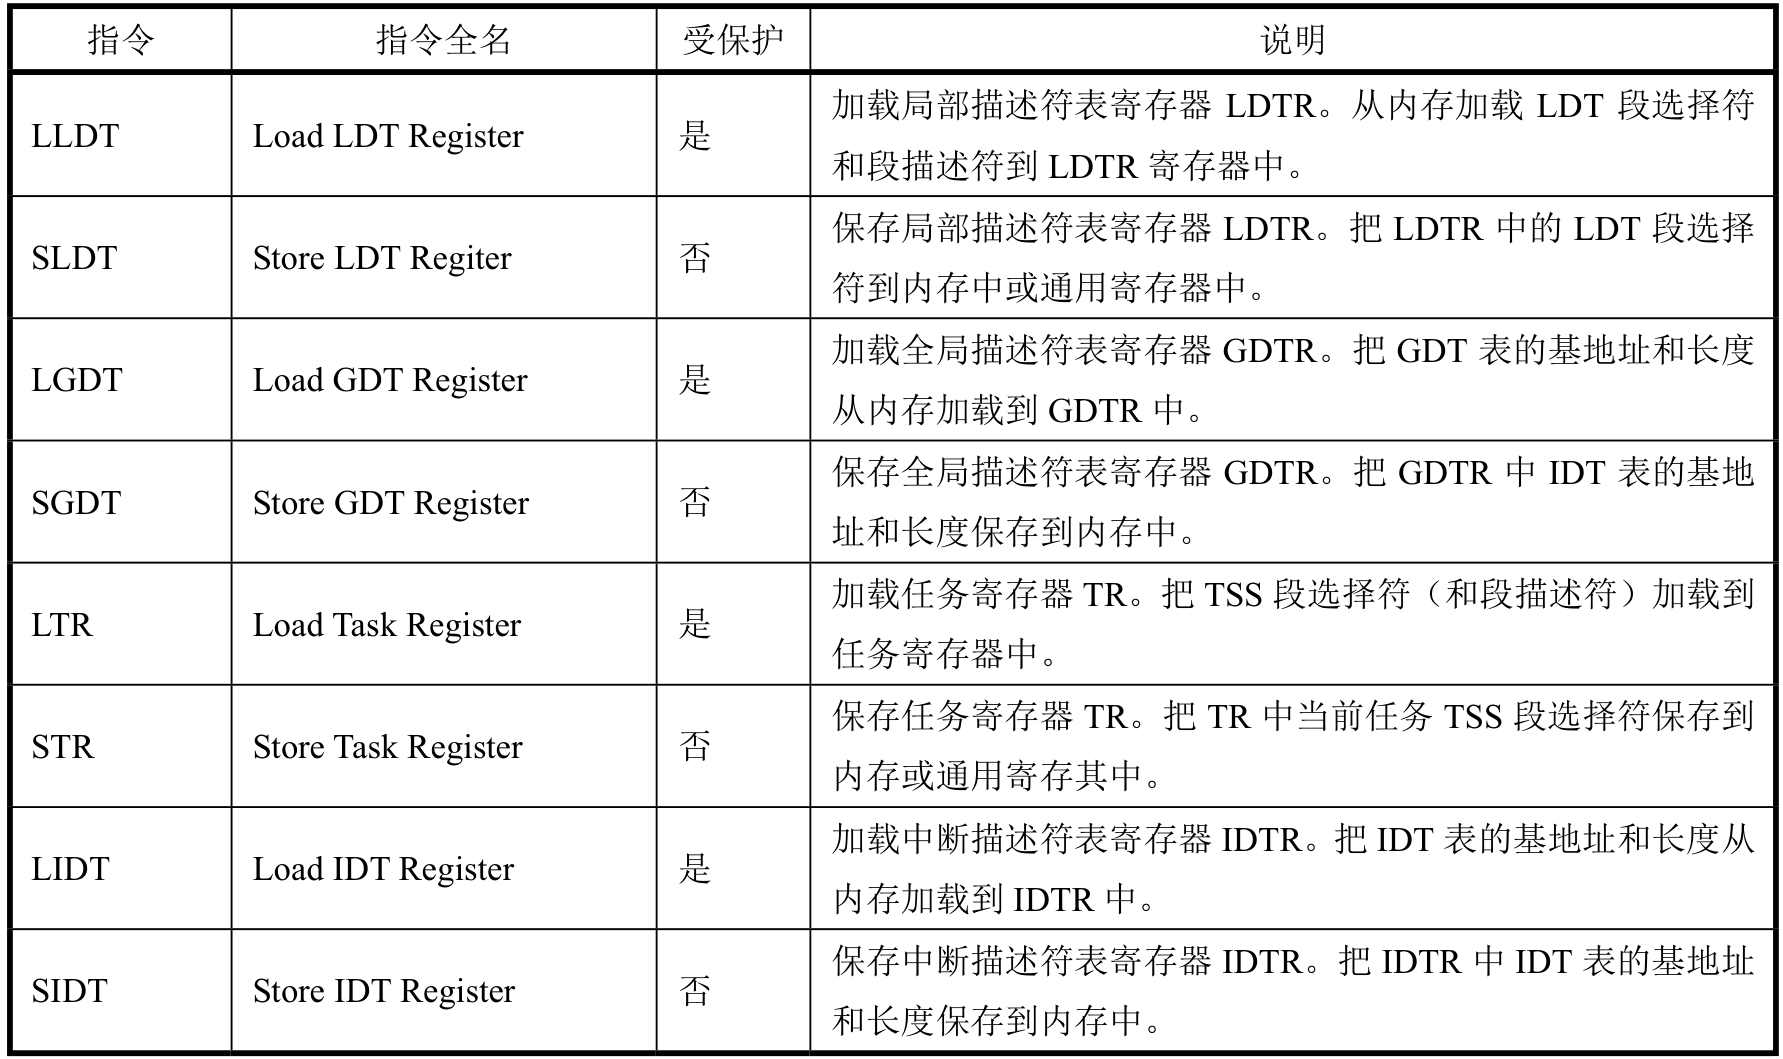 指令 指令全名 受保护 说明
LLDT Load LDT Register 是 加载局部描述符表寄存器 LDTR。从内存加载 LDT 段选择符
和段描述符到 LDTR 寄存器中。
SLDT Store LDT Regiter 否 保存局部描述符表寄存器 LDTR。把 LDTR 中的 LDT 段选择
符到内存中或通用寄存器中。
LGDT Load GDT Register 是 加载全局描述符表寄存器 GDTR。把 GDT 表的基地址和长度
从内存加载到 GDTR 中。
SGDT Store GDT Register 否 保存全局描述符表寄存器 GDTR。把 GDTR 中 IDT 表的基地
址和长度保存到内存中。
LTR Load Task Register 是 加载任务寄存器 TR。把 TSS 段选择符（和段描述符）加载到
任务寄存器中。
STR Store Task Register 否 保存任务寄存器 TR。把 TR 中当前任务 TSS 段选择符保存到
内存或通用寄存其中。
LIDT Load IDT Register 是 加载中断描述符表寄存器 IDTR。把 IDT 表的基地址和长度从
内存加载到 IDTR 中。
SIDT Store IDT Register 否 保存中断描述符表寄存器 IDTR。把 IDTR 中 IDT 表的基地址
和长度保存到内存中。